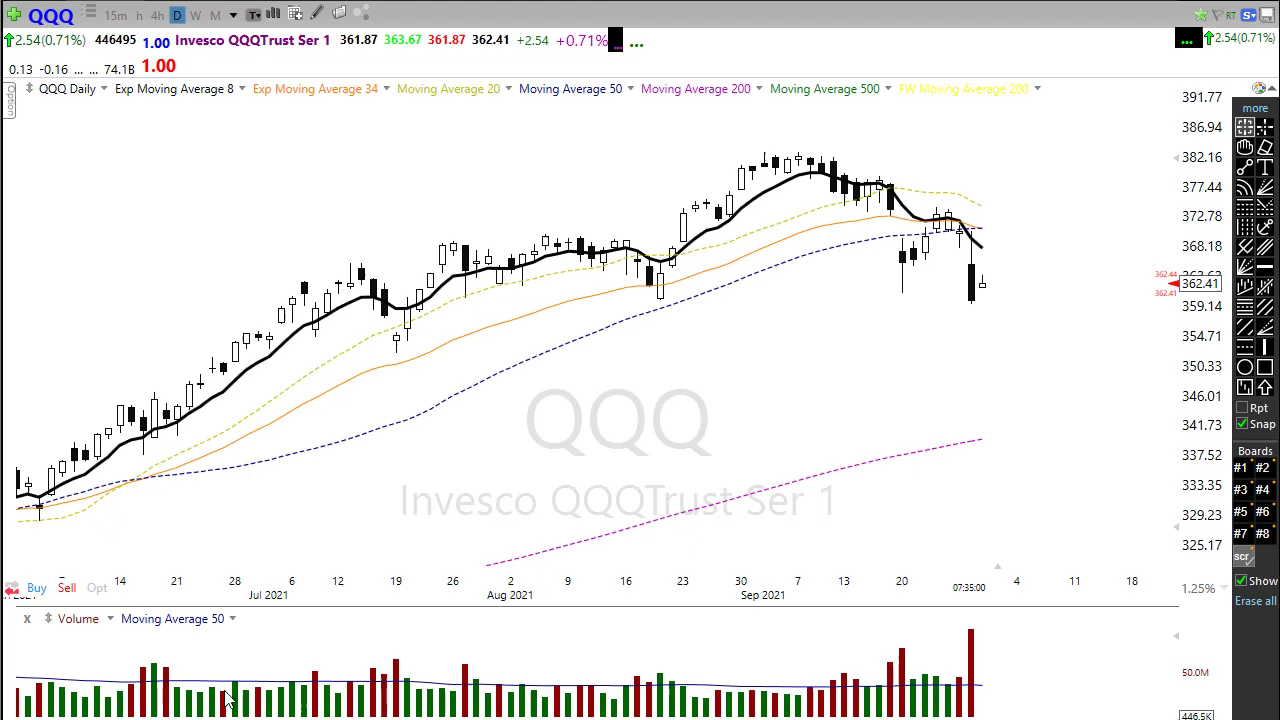 QQQ 15m h 4h D W M T RT S
2.54(0.71%) 446495 1.00 Invesco QQQTrust Ser 1 361.87 363.67 361.87 362.41 +2.54 +0.71% ... ... 2.54(0.71%)
0.13 -0.16 ... ... 74.1B 1.00
Option QQQ Daily Exp Moving Average 8 Exp Moving Average 34 Moving Average 20 Moving Average 50 Moving Average 200 Moving Average 500 FW Moving Average 200
391.77
more
386.94
382.16
377.44
372.78
368.18
362.44
362.41
362.41
359.14
354.71
350.33
346.01
341.73
337.52
333.35
329.23
325.17
QQQ
Invesco QQQTrust Ser 1
Rpt
Snap
Boards
#1 #2
#3 #4
#5 #6
#7 #8
scr
Show
Erase all
14 21 28 6 12 19 26 2 9 16 23 30 7 13 20 07:35:00 4 11 18
Jul 2021 Aug 2021 Sep 2021
Buy Sell Opt
1.25%
x Volume Moving Average 50
50.0M
446.5K